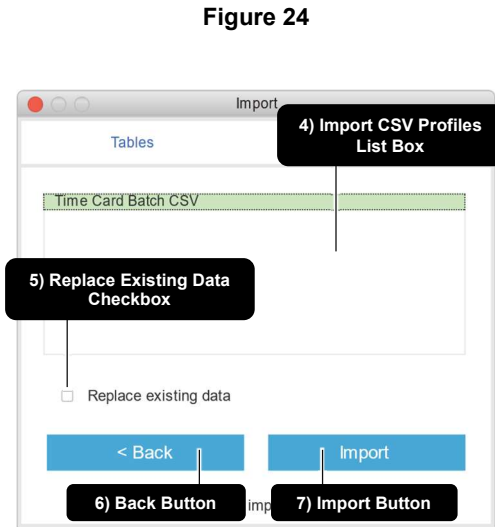 Figure 24
Import
4) Import CSV Profiles
List Box
Tables
Time Card Batch CSV
5) Replace Existing Data
Checkbox
Replace existing data
< Back
Import
6) Back Button
imp
7) Import Button